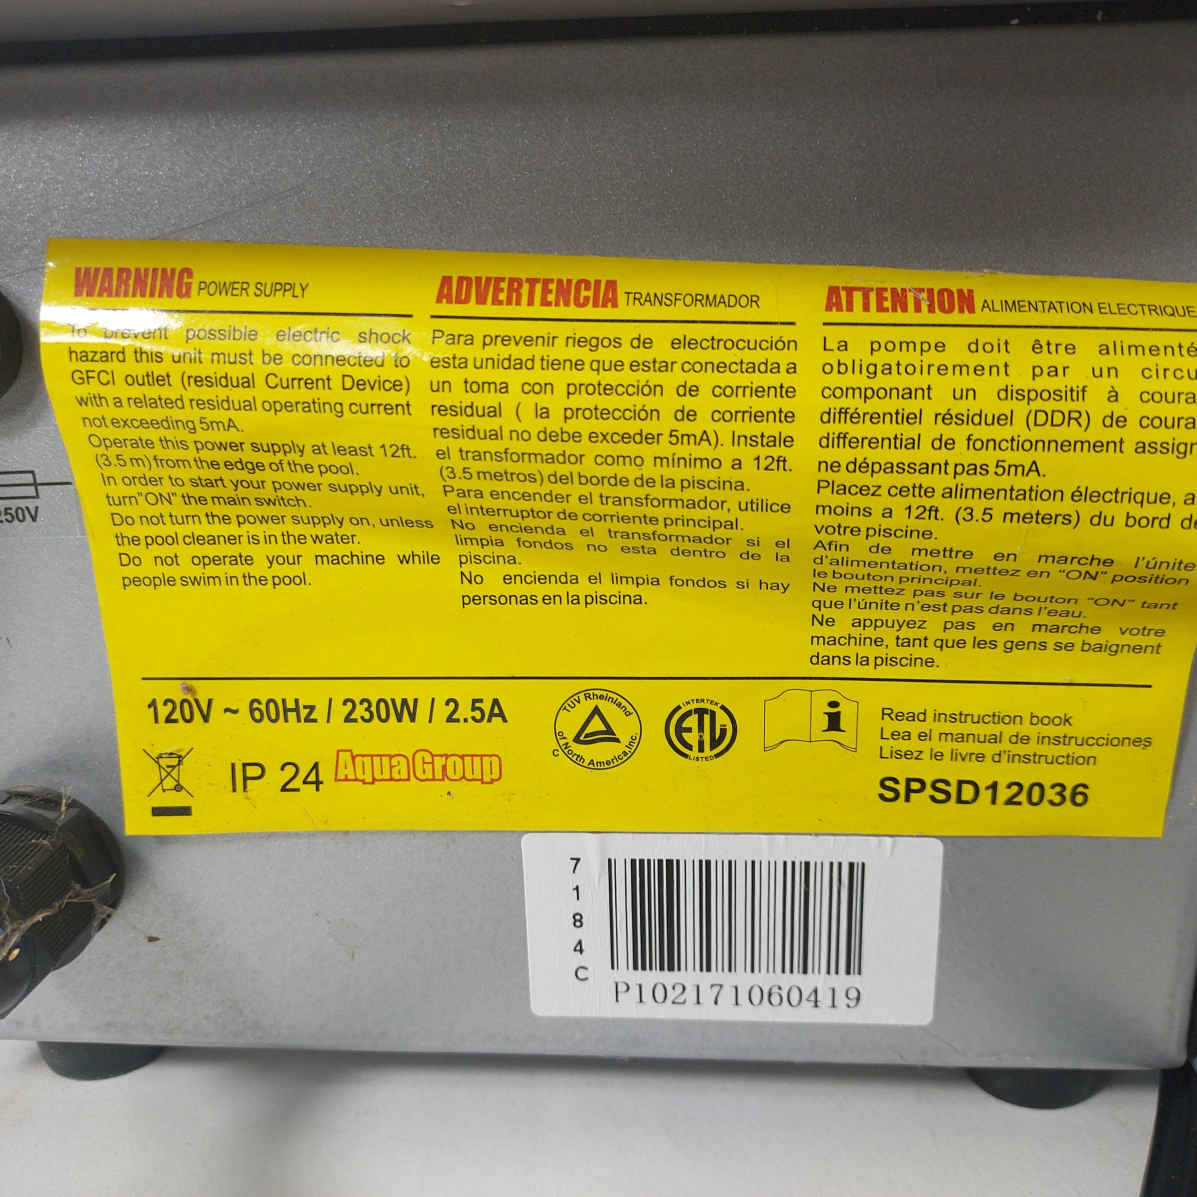 WARNING POWER SUPPLY
To prevent possible electric shock
hazard this unit must be connected to
GFCI outlet (residual Current Device)
with a related residual operating current
not exceeding 5mA.
Operate this power supply at least 12ft.
(3.5 m) from the edge of the pool.
In order to start your power supply unit,
turn"ON" the main switch.
Do not turn the power supply on, unless
the pool cleaner is in the water.
Do not operate your machine while
people swim in the pool.
ADVERTENCIA TRANSFORMADOR
Para prevenir riegos de electrocución
esta unidad tiene que estar conectada a
un toma con protección de corriente
residual ( la protección de corriente
residual no debe exceder 5mA). Instale
el transformador como mínimo a 12ft.
(3.5 metros) del borde de la piscina.
Para encender el transformador, utilice
el interruptor de corriente principal.
No encienda el transformador si el
limpia fondos no esta dentro de la
piscina.
No encienda el limpia fondos si hay
personas en la piscina.
ATTENTION ALIMENTATION ELECTRIQUE
La pompe doit être alimenté
obligatoirement par un circu
componant un dispositif à coura
différentiel résiduel (DDR) de coura
differential de fonctionnement assigr
ne dépassant pas 5mA.
Placez cette alimentation électrique, a
moins a 12ft. (3.5 meters) du bord de
votre piscine.
Afin de mettre en marche l'únite
d'alimentation, mettez en "ON" position
le bouton principal.
Ne mettez pas sur le bouton "ON" tant
que l'únite n'est pas dans l'eau.
Ne appuyez pas en marche votre
machine, tant que les gens se baignent
dans la piscine.
250V
120V ~ 60Hz / 230W / 2.5A
IP 24 Aqua Group
TUV Rheinland
of North America, Inc.
C
INTERTEK
ETL
LISTED
i
Read instruction book
Lea el manual de instrucciones
Lisez le livre d'instruction
SPSD12036
7184C
P102171060419